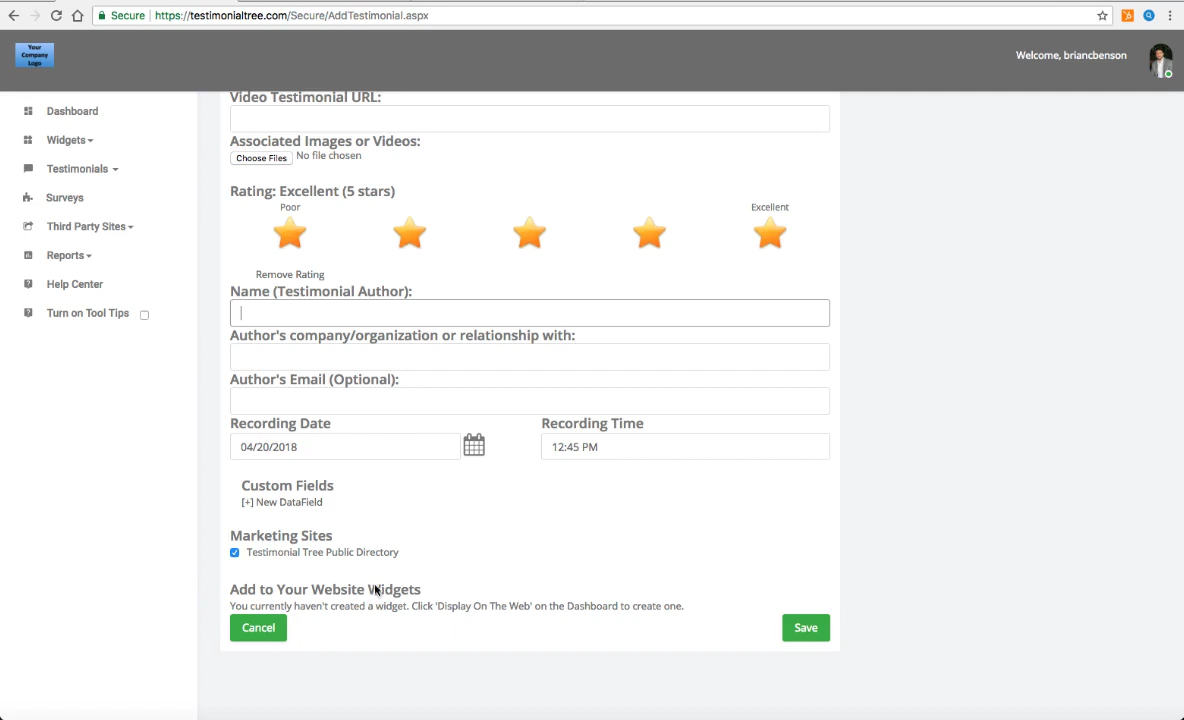 Secure https://testimonialtree.com/Secure/AddTestimonial.aspx
Your
Company
Logo
Welcome, briancbenson
Dashboard
Widgets
Testimonials
Surveys
Third Party Sites
Reports
Help Center
Turn on Tool Tips
Video Testimonial URL:
Associated Images or Videos:
Choose Files No file chosen
Rating: Excellent (5 stars)
Poor Excellent
Remove Rating
Name (Testimonial Author):
Author's company/organization or relationship with:
Author's Email (Optional):
Recording Date Recording Time
04/20/2018 12:45 PM
Custom Fields
[+] New DataField
Marketing Sites
Testimonial Tree Public Directory
Add to Your Website Widgets
You currently haven't created a widget. Click 'Display On The Web' on the Dashboard to create one.
Cancel Save